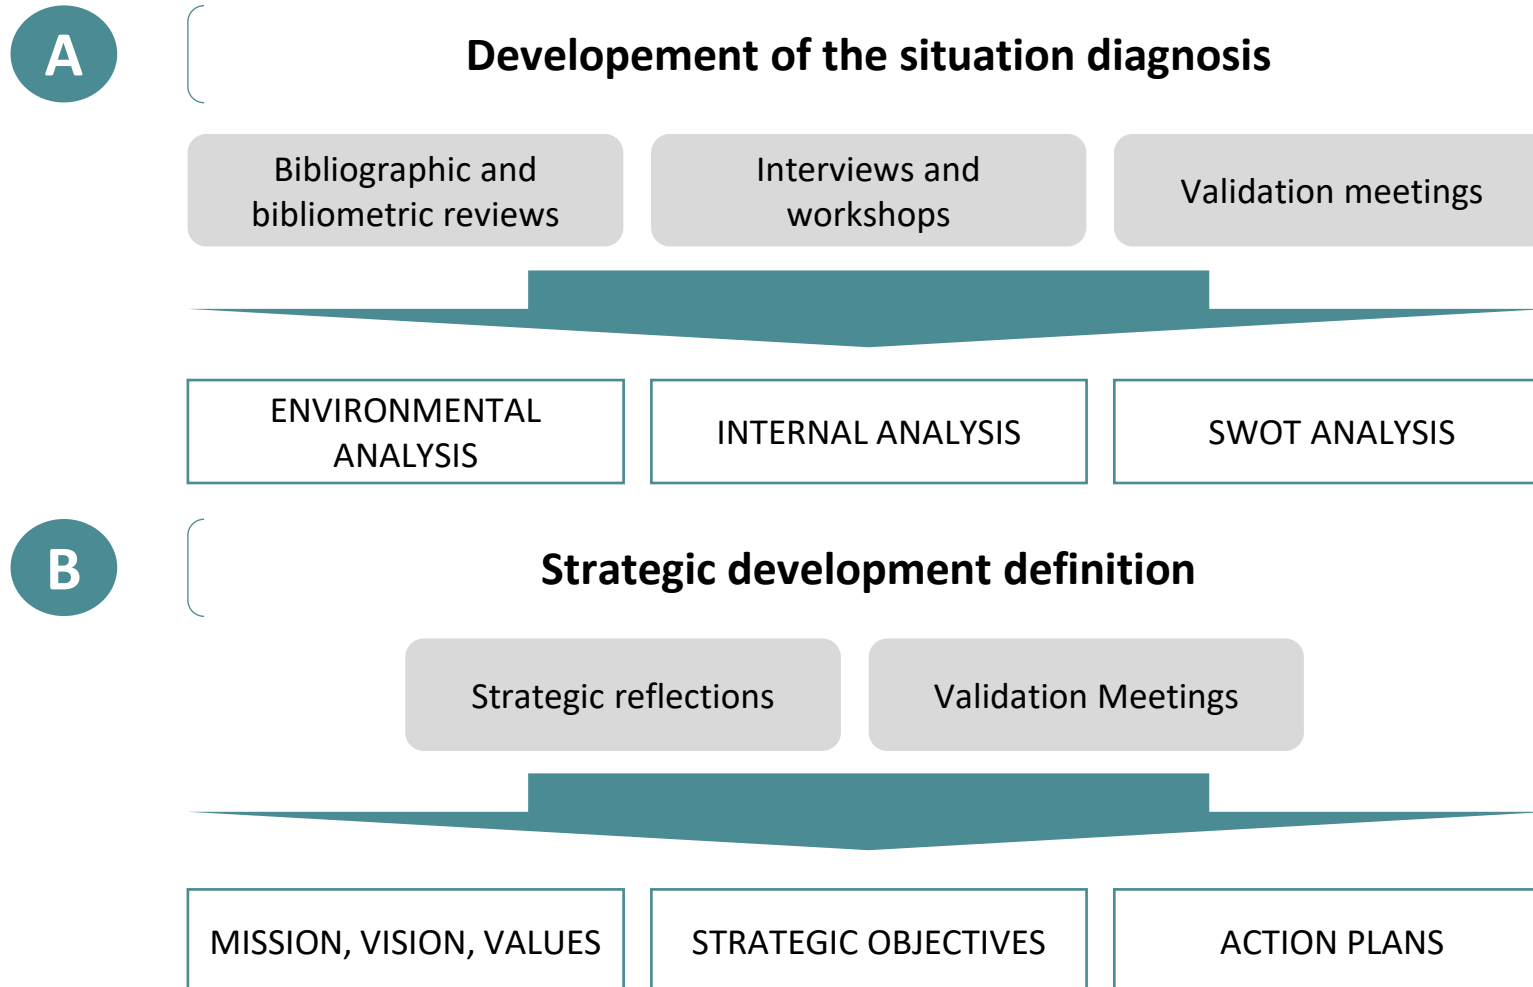 A
Developement of the situation diagnosis
Bibliographic and
bibliometric reviews
Interviews and
workshops
Validation meetings
ENVIRONMENTAL
ANALYSIS
INTERNAL ANALYSIS
SWOT ANALYSIS
B
Strategic development definition
Strategic reflections
Validation Meetings
MISSION, VISION, VALUES
STRATEGIC OBJECTIVES
ACTION PLANS